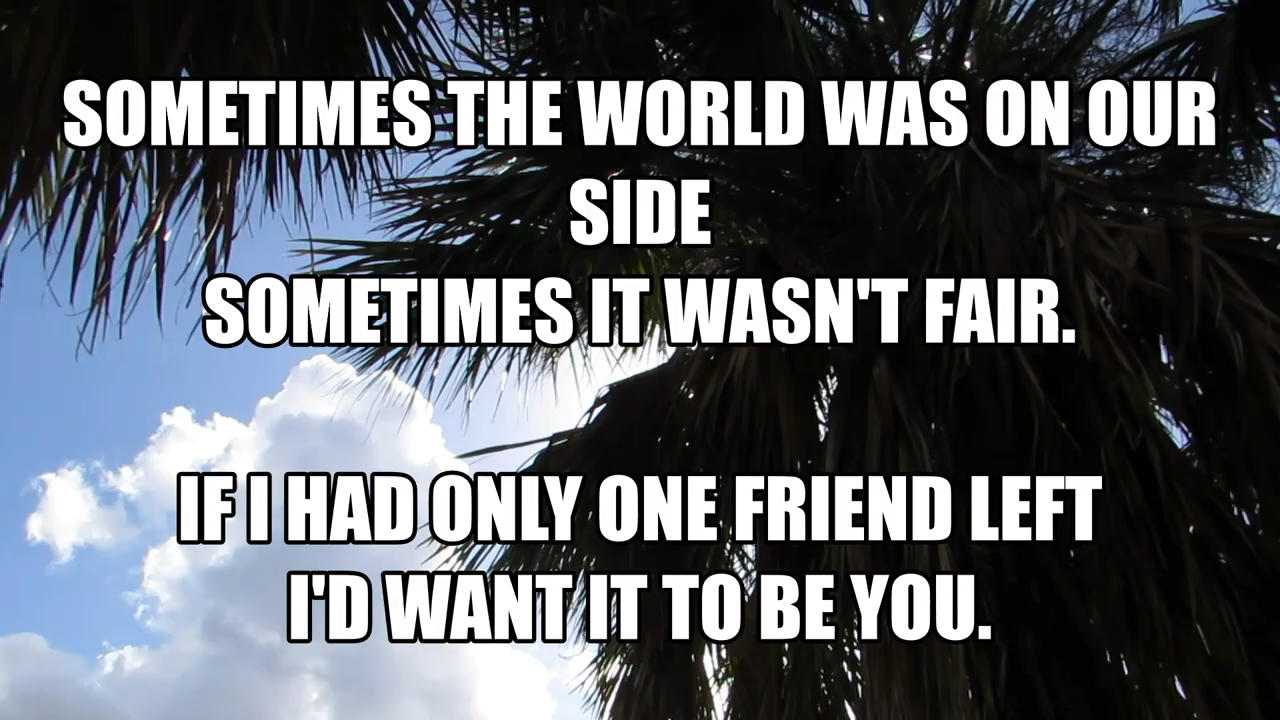 SOMETIMES THE WORLD WAS ON OUR
SIDE
SOMETIMES IT WASN'T FAIR.
IF I HAD ONLY ONE FRIEND LEFT
I'D WANT IT TO BE YOU.